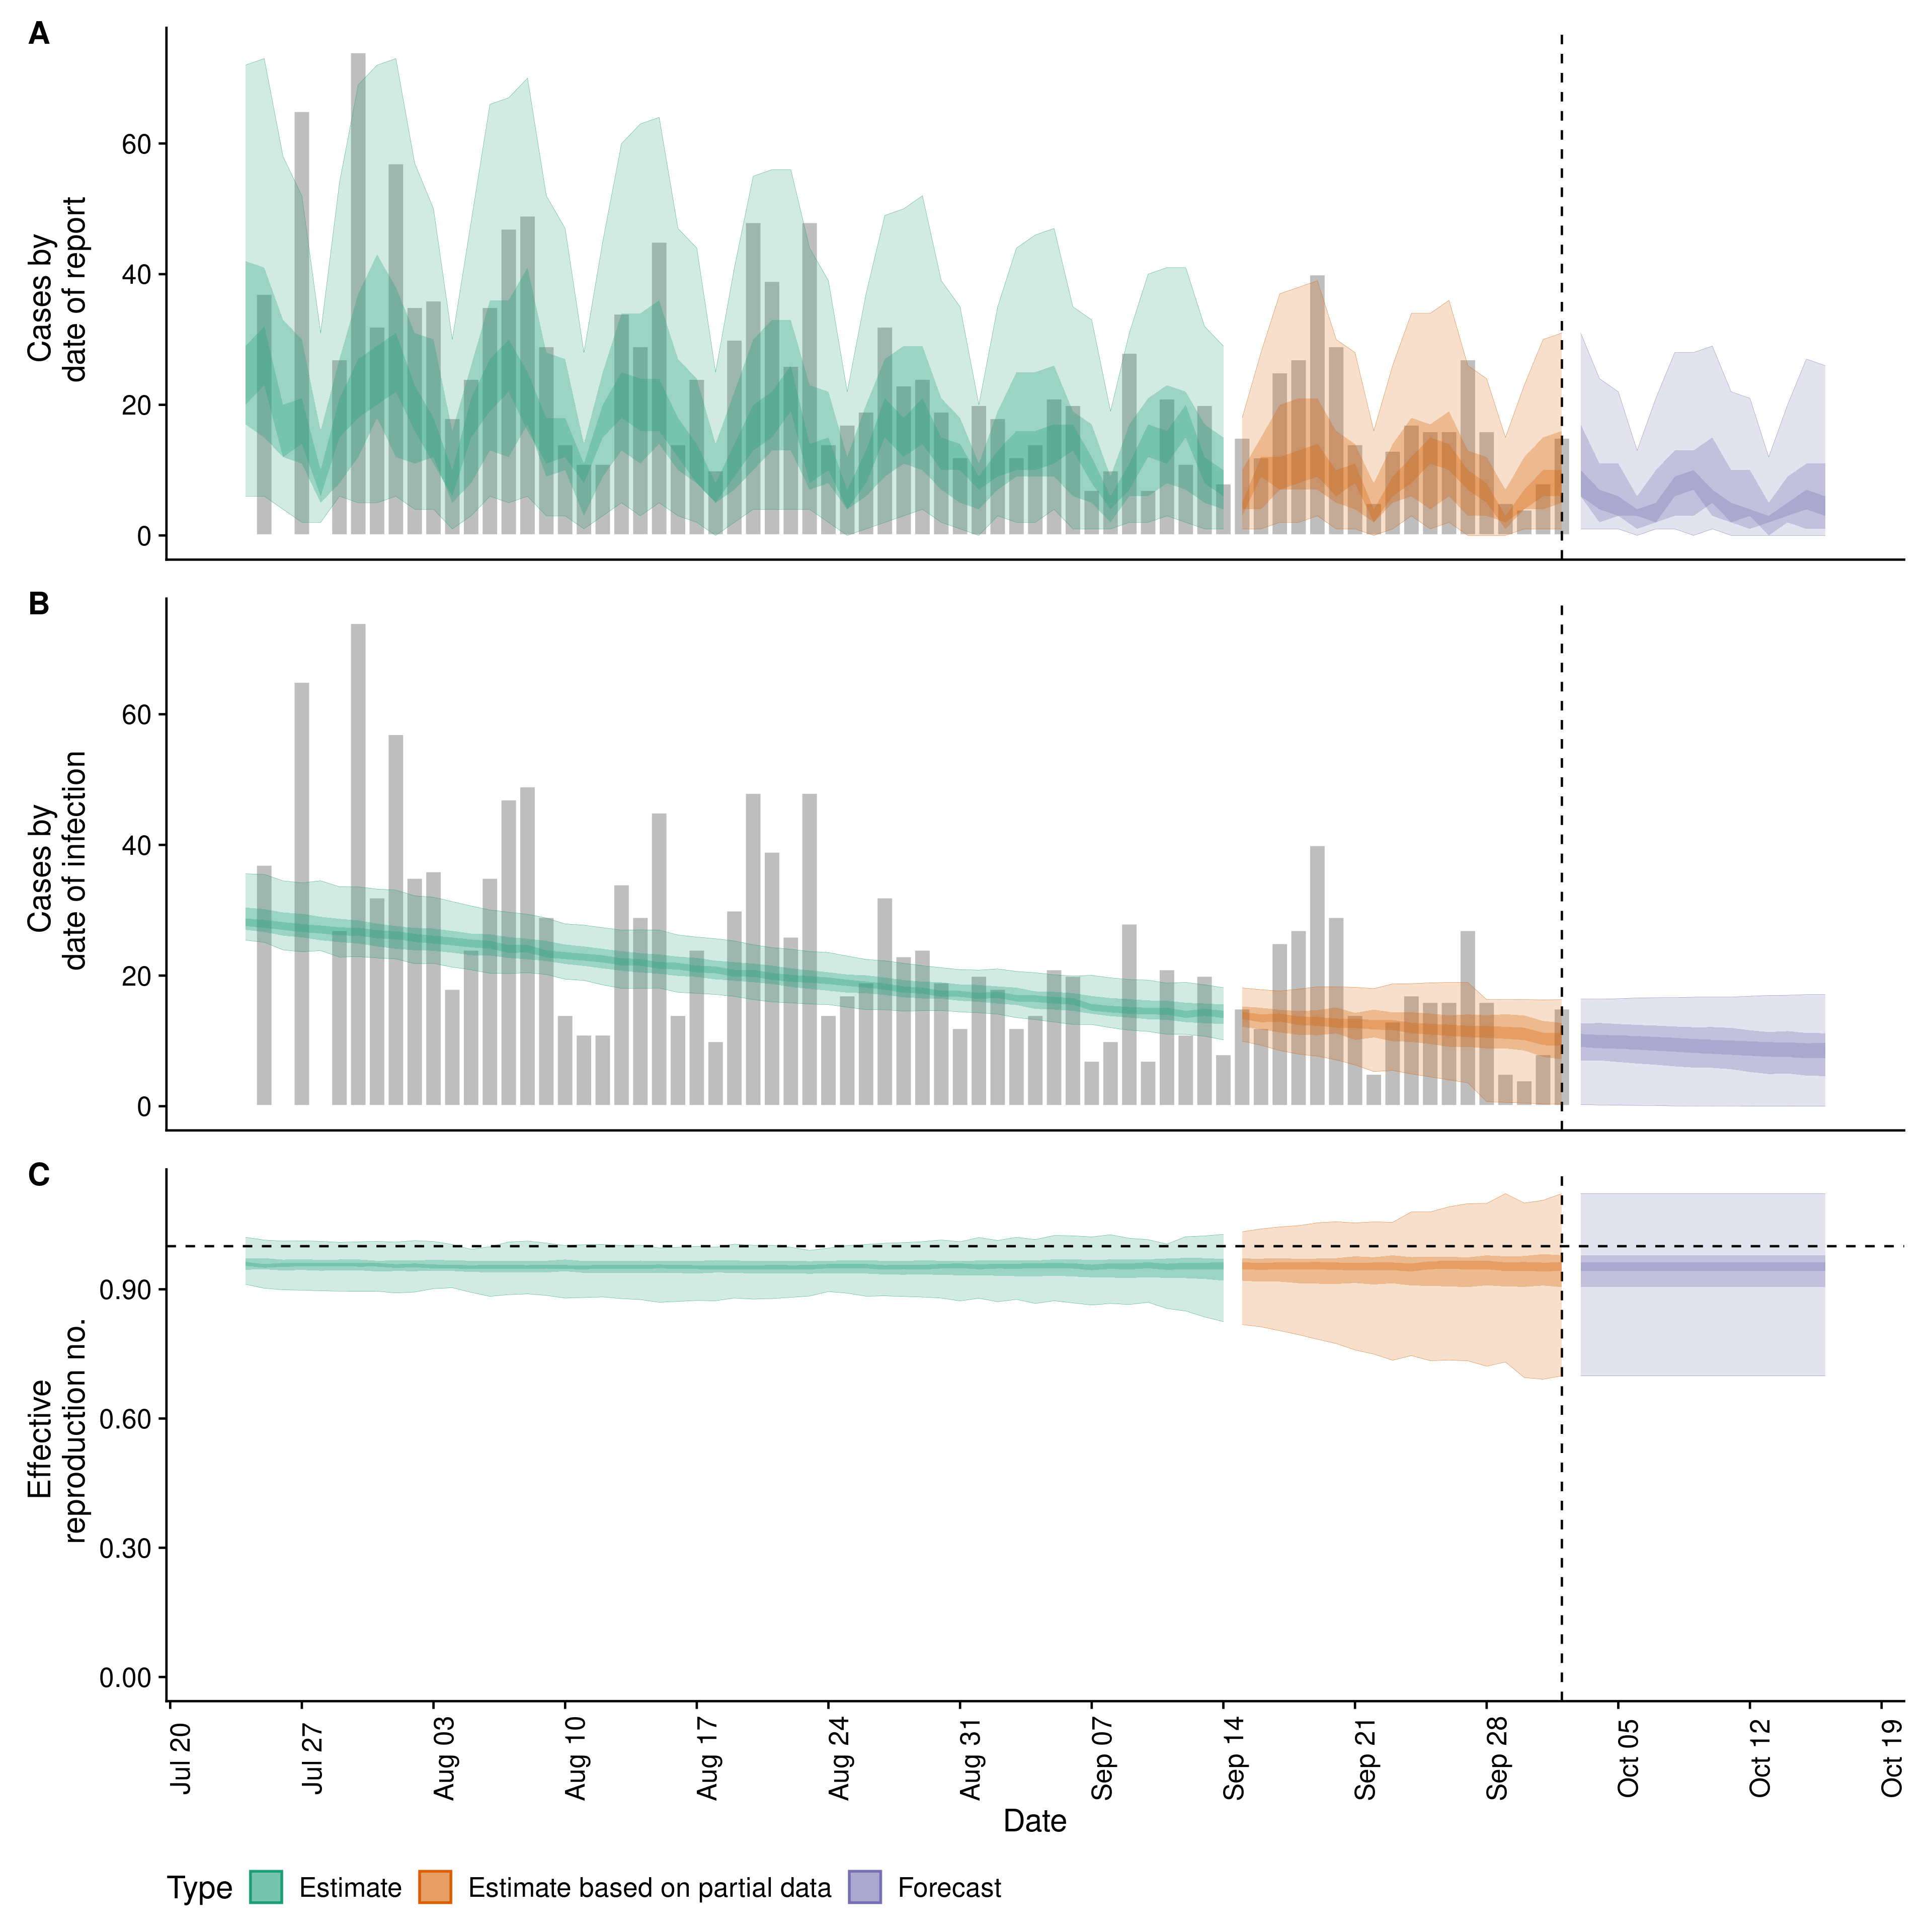 A
Cases by
date of report
60
40
20
0
B
Cases by
date of infection
60
40
20
0
C
Effective
reproduction no.
0.90
0.60
0.30
0.00
Jul 20
Jul 27
Aug 03
Aug 10
Aug 17
Aug 24
Aug 31
Sep 07
Sep 14
Sep 21
Sep 28
Oct 05
Oct 12
Oct 19
Date
Type Estimate Estimate based on partial data Forecast